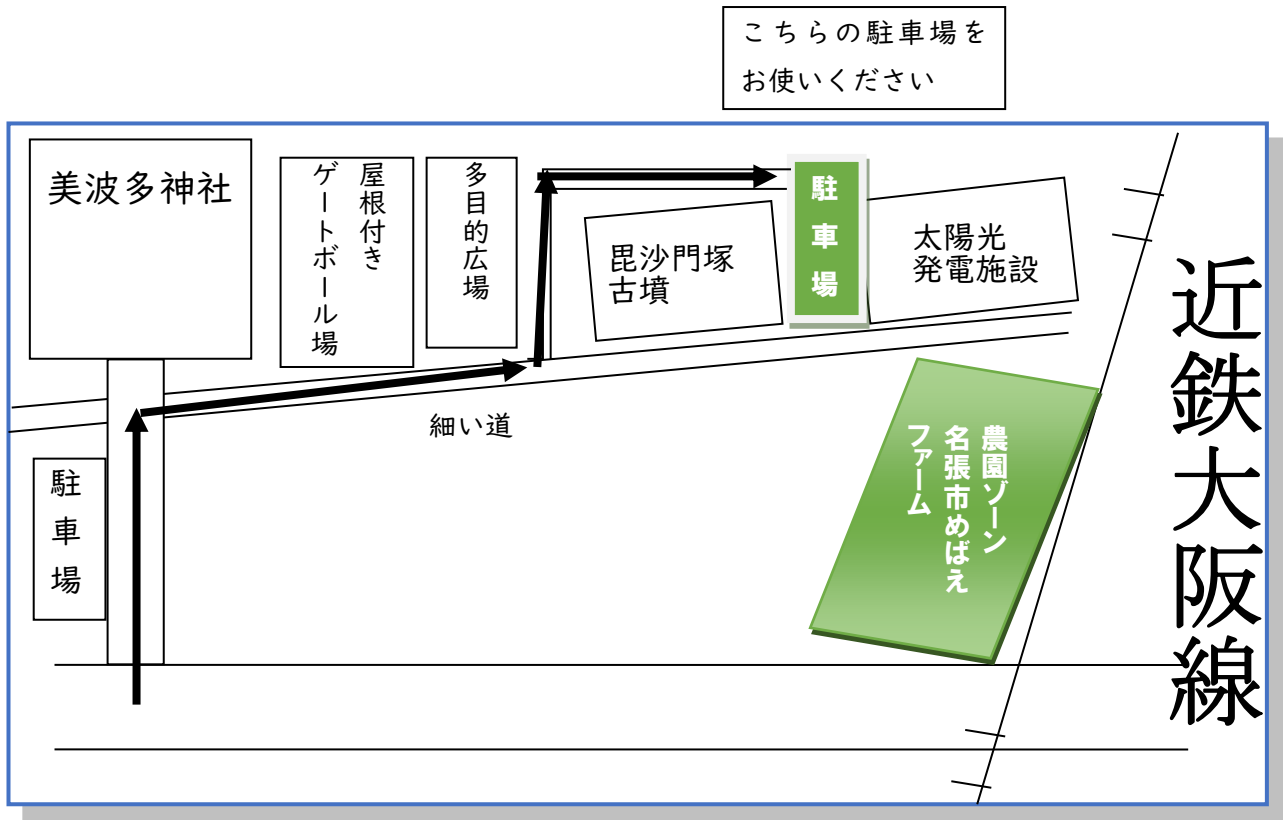 こちらの駐車場を
お使いください
美波多神社
屋根付き
ゲートボール場
多目的広場
毘沙門塚
古墳
駐車場
太陽光
発電施設
近鉄大阪線
細い道
駐車場
農園ゾーン
名張市めばえ
ファーム